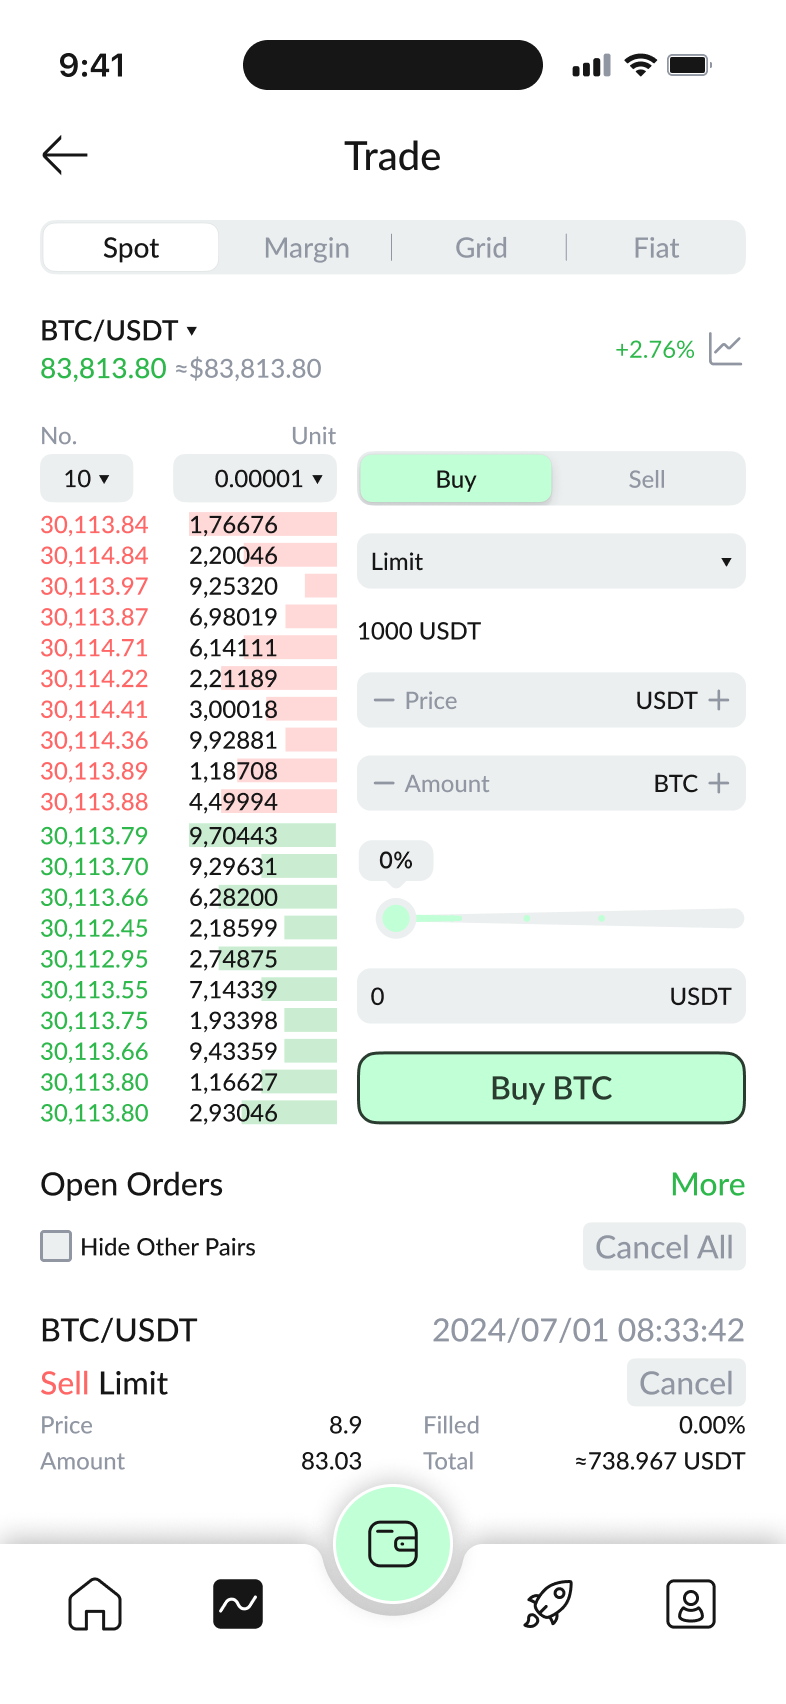 9:41
Trade
Spot Margin Grid Fiat
BTC/USDT
83,813.80 ≈$83,813.80
+2.76%
No. Unit
10 0.00001
30,113.84 1,76676
30,114.84 2,20046
30,113.97 9,25320
30,113.87 6,98019
30,114.71 6,14111
30,114.22 2,21189
30,114.41 3,00018
30,114.36 9,92881
30,113.89 1,18708
30,113.88 4,49994
30,113.79 9,70443
30,113.70 9,29631
30,113.66 6,28200
30,112.45 2,18599
30,112.95 2,74875
30,113.55 7,14339
30,113.75 1,93398
30,113.66 9,43359
30,113.80 1,16627
30,113.80 2,93046
Buy Sell
Limit
1000 USDT
Price USDT
Amount BTC
0%
0 USDT
Buy BTC
Open Orders More
Hide Other Pairs Cancel All
BTC/USDT 2024/07/01 08:33:42
Sell Limit Cancel
Price 8.9 Filled 0.00%
Amount 83.03 Total ≈738.967 USDT